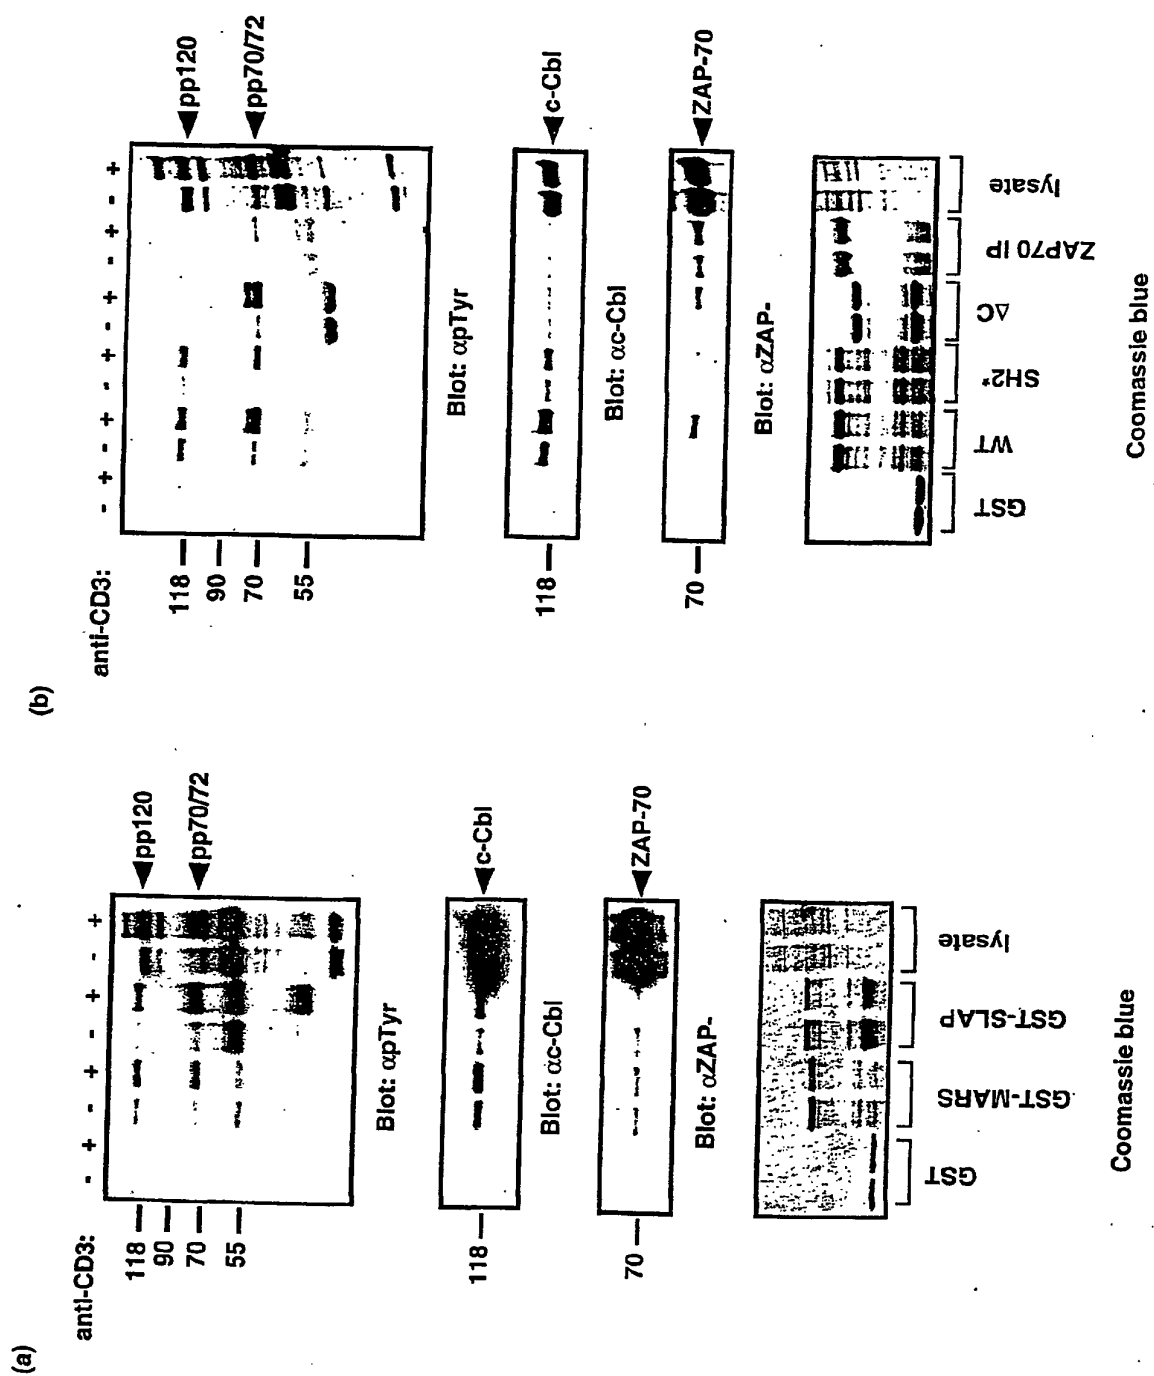 (a)
anti-CD3: - + - + - + - +
118
90
70
55
pp120
pp70/72
Blot: αpTyr
118
c-Cbl
Blot: αc-Cbl
70
ZAP-70
Blot: αZAP-
GST
GST-MARS
GST-SLAP
lysate
Coomassie blue
(b)
anti-CD3: - + - + - + - + - + - +
118
90
70
55
pp120
pp70/72
Blot: αpTyr
118
c-Cbl
Blot: αc-Cbl
70
ZAP-70
Blot: αZAP-
GST
WT
SH2*
ΔC
ZAP70 IP
lysate
Coomassie blue